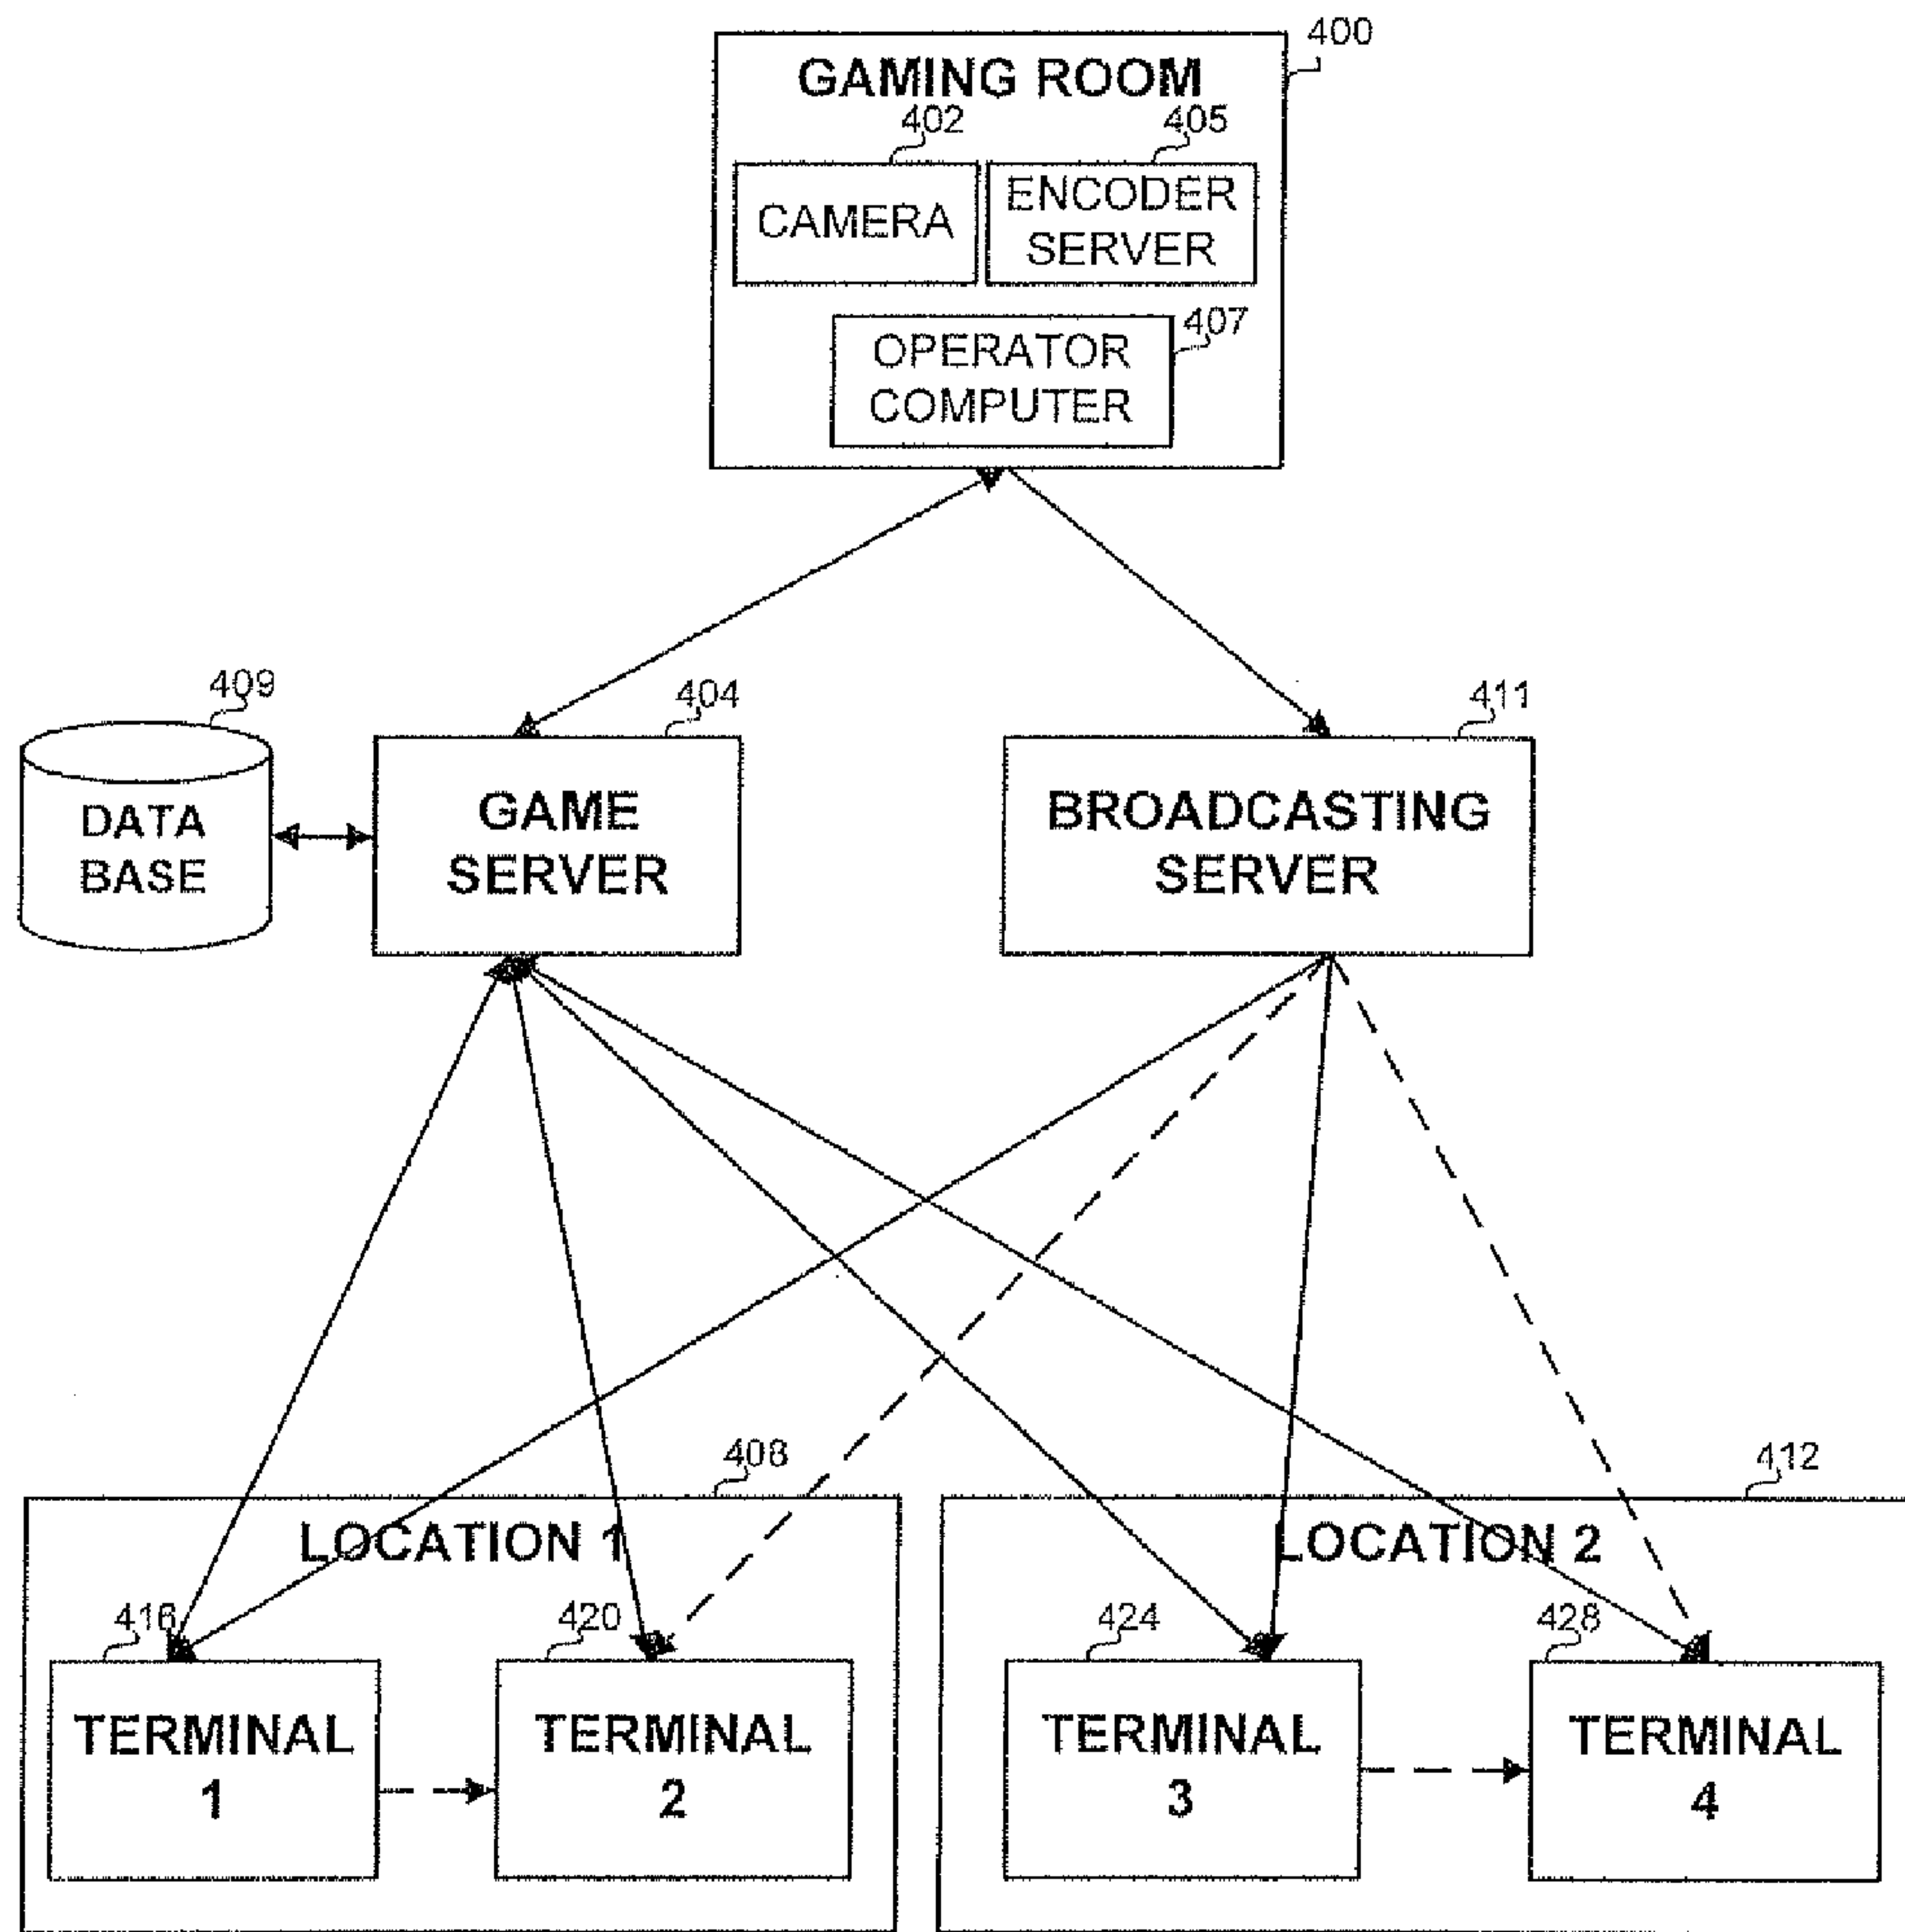 400
GAMING ROOM
402
405
CAMERA
ENCODER
SERVER
407
OPERATOR
COMPUTER
409
404
411
DATA
BASE
GAME
SERVER
BROADCASTING
SERVER
408
412
LOCATION 1
LOCATION 2
416
420
424
428
TERMINAL
1
TERMINAL
2
TERMINAL
3
TERMINAL
4